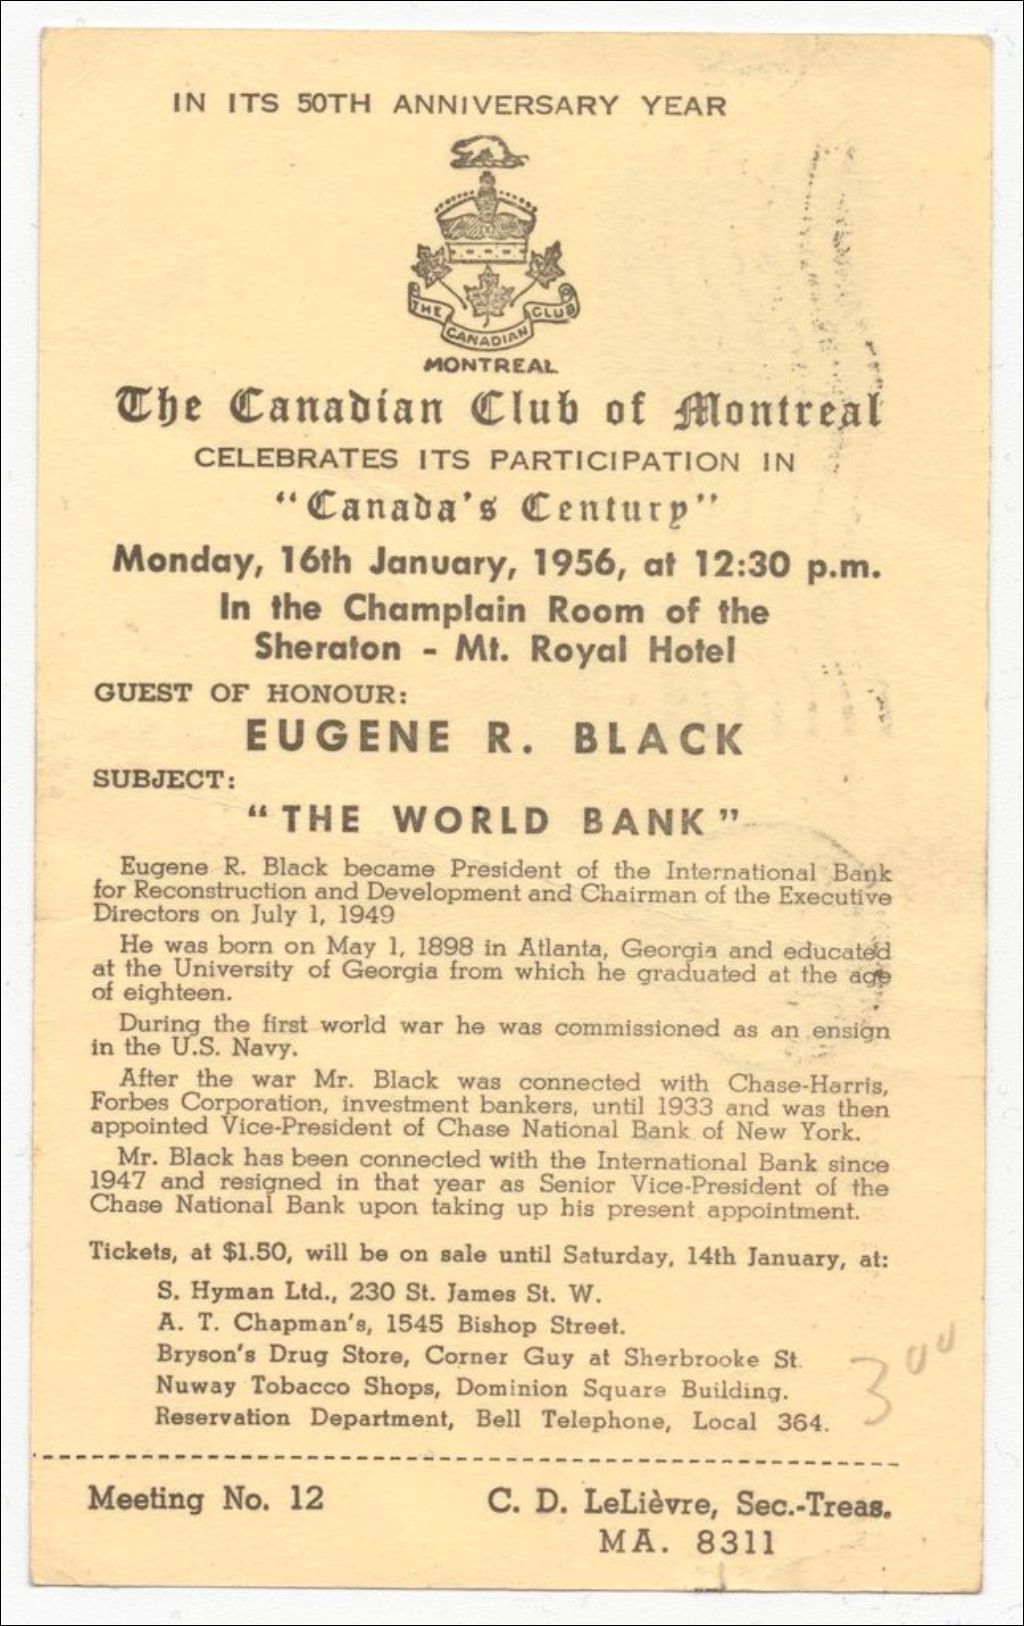 IN ITS 50TH ANNIVERSARY YEAR
THE CANADIAN CLUB
MONTREAL
The Canadian Club of Montreal
CELEBRATES ITS PARTICIPATION IN
"Canada's Century"
Monday, 16th January, 1956, at 12:30 p.m.
In the Champlain Room of the
Sheraton - Mt. Royal Hotel
GUEST OF HONOUR:
EUGENE R. BLACK
SUBJECT:
"THE WORLD BANK"
Eugene R. Black became President of the International Bank
for Reconstruction and Development and Chairman of the Executive
Directors on July 1, 1949
He was born on May 1, 1898 in Atlanta, Georgia and educated
at the University of Georgia from which he graduated at the age
of eighteen.
During the first world war he was commissioned as an ensign
in the U.S. Navy.
After the war Mr. Black was connected with Chase-Harris,
Forbes Corporation, investment bankers, until 1933 and was then
appointed Vice-President of Chase National Bank of New York.
Mr. Black has been connected with the International Bank since
1947 and resigned in that year as Senior Vice-President of the
Chase National Bank upon taking up his present appointment.
Tickets, at $1.50, will be on sale until Saturday, 14th January, at:
S. Hyman Ltd., 230 St. James St. W.
A. T. Chapman's, 1545 Bishop Street.
Bryson's Drug Store, Corner Guy at Sherbrooke St.
Nuway Tobacco Shops, Dominion Square Building.
Reservation Department, Bell Telephone, Local 364.
3 00
Meeting No. 12 C. D. LeLièvre, Sec.-Treas.
MA. 8311